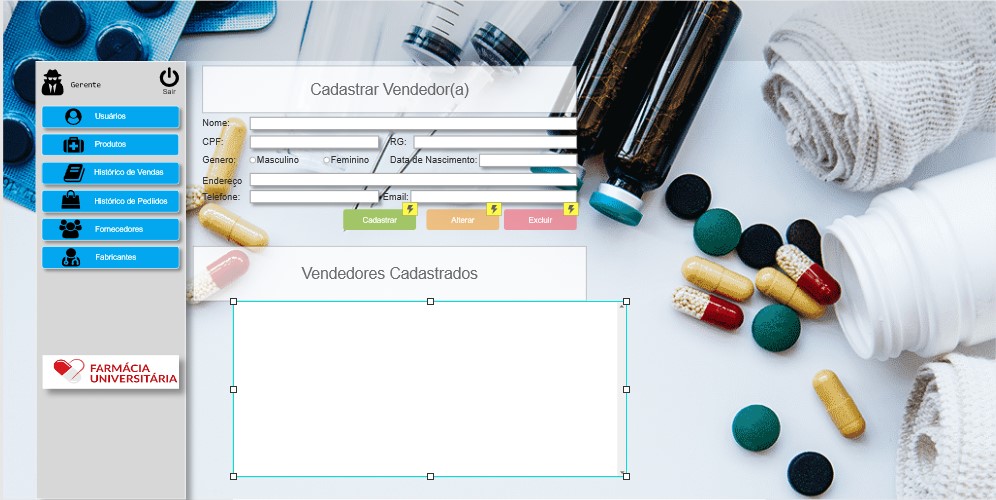 Gerente
Sair
Usuários
Produtos
Histórico de Vendas
Histórico de Pediidos
Fornecedores
Fabricantes
FARMÁCIA
UNIVERSITÁRIA
Cadastrar Vendedor(a)
Nome:
CPF: RG:
Genero: Masculino Feminino Data de Nascimento:
Endereço
Telefone: Email:
Cadastrar Alterar Excluir
Vendedores Cadastrados